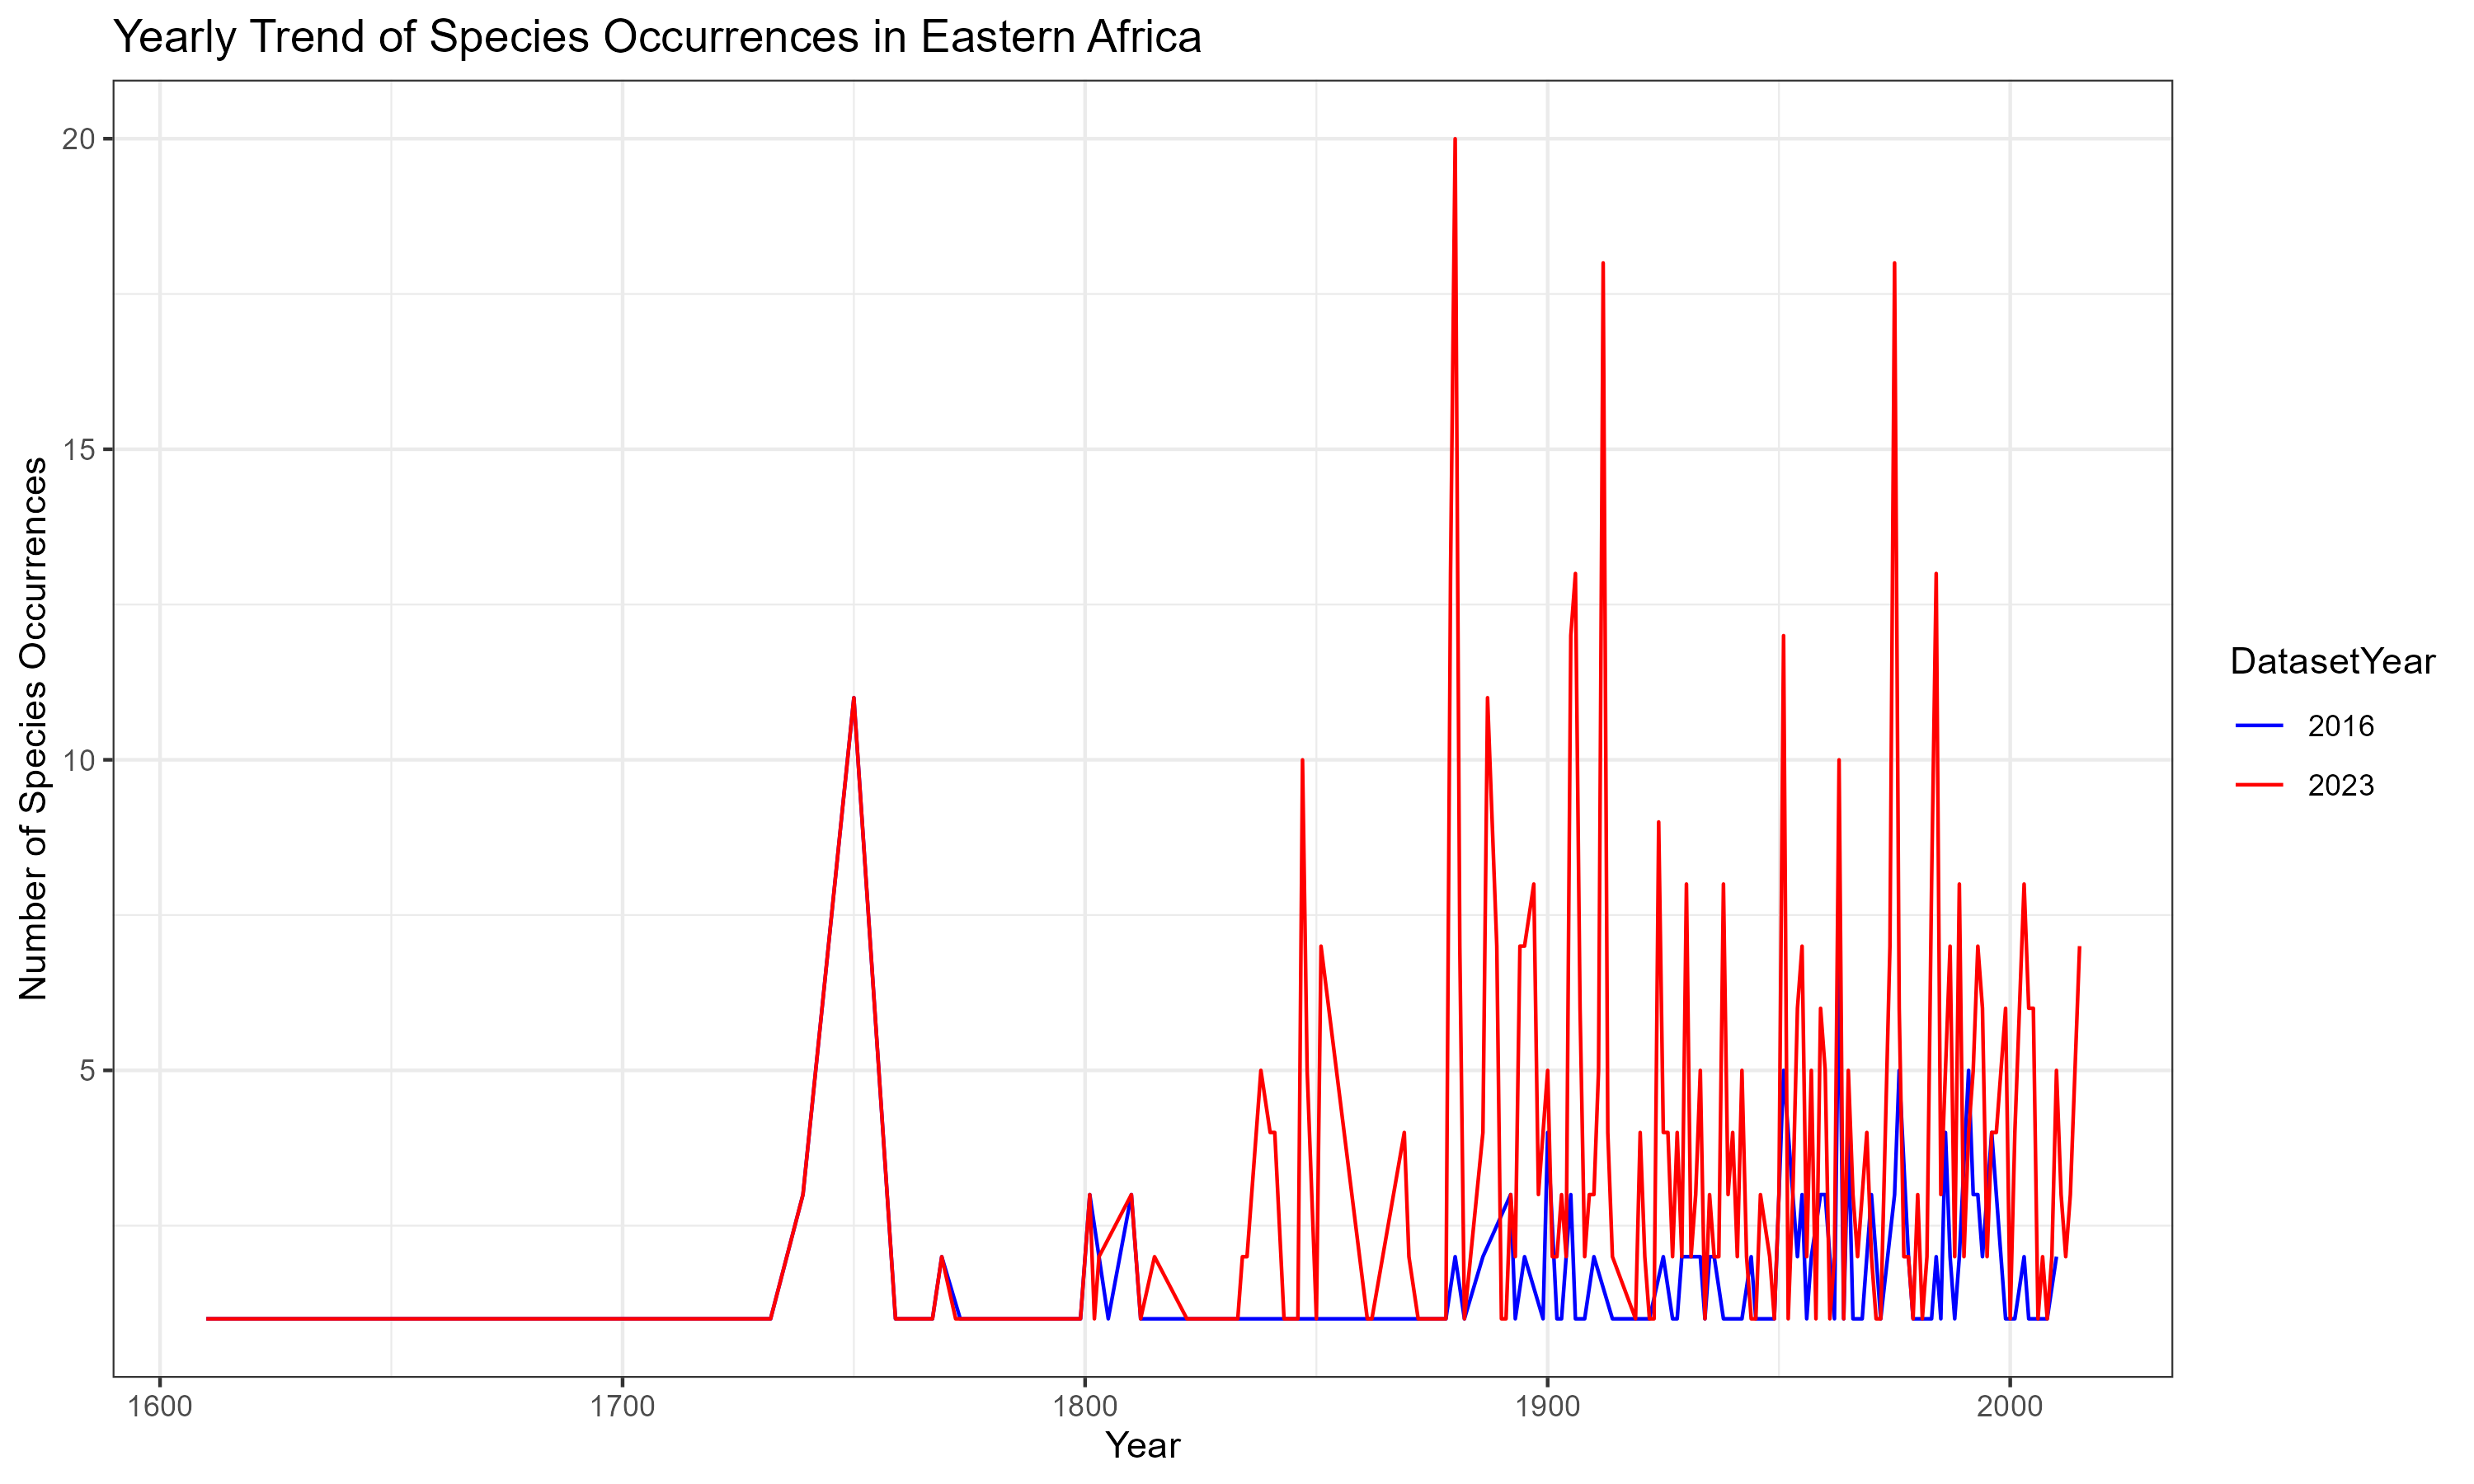 Yearly Trend of Species Occurrences in Eastern Africa
Number of Species Occurrences
20
15
10
5
1600
1700
1800
1900
2000
Year
DatasetYear
2016
2023